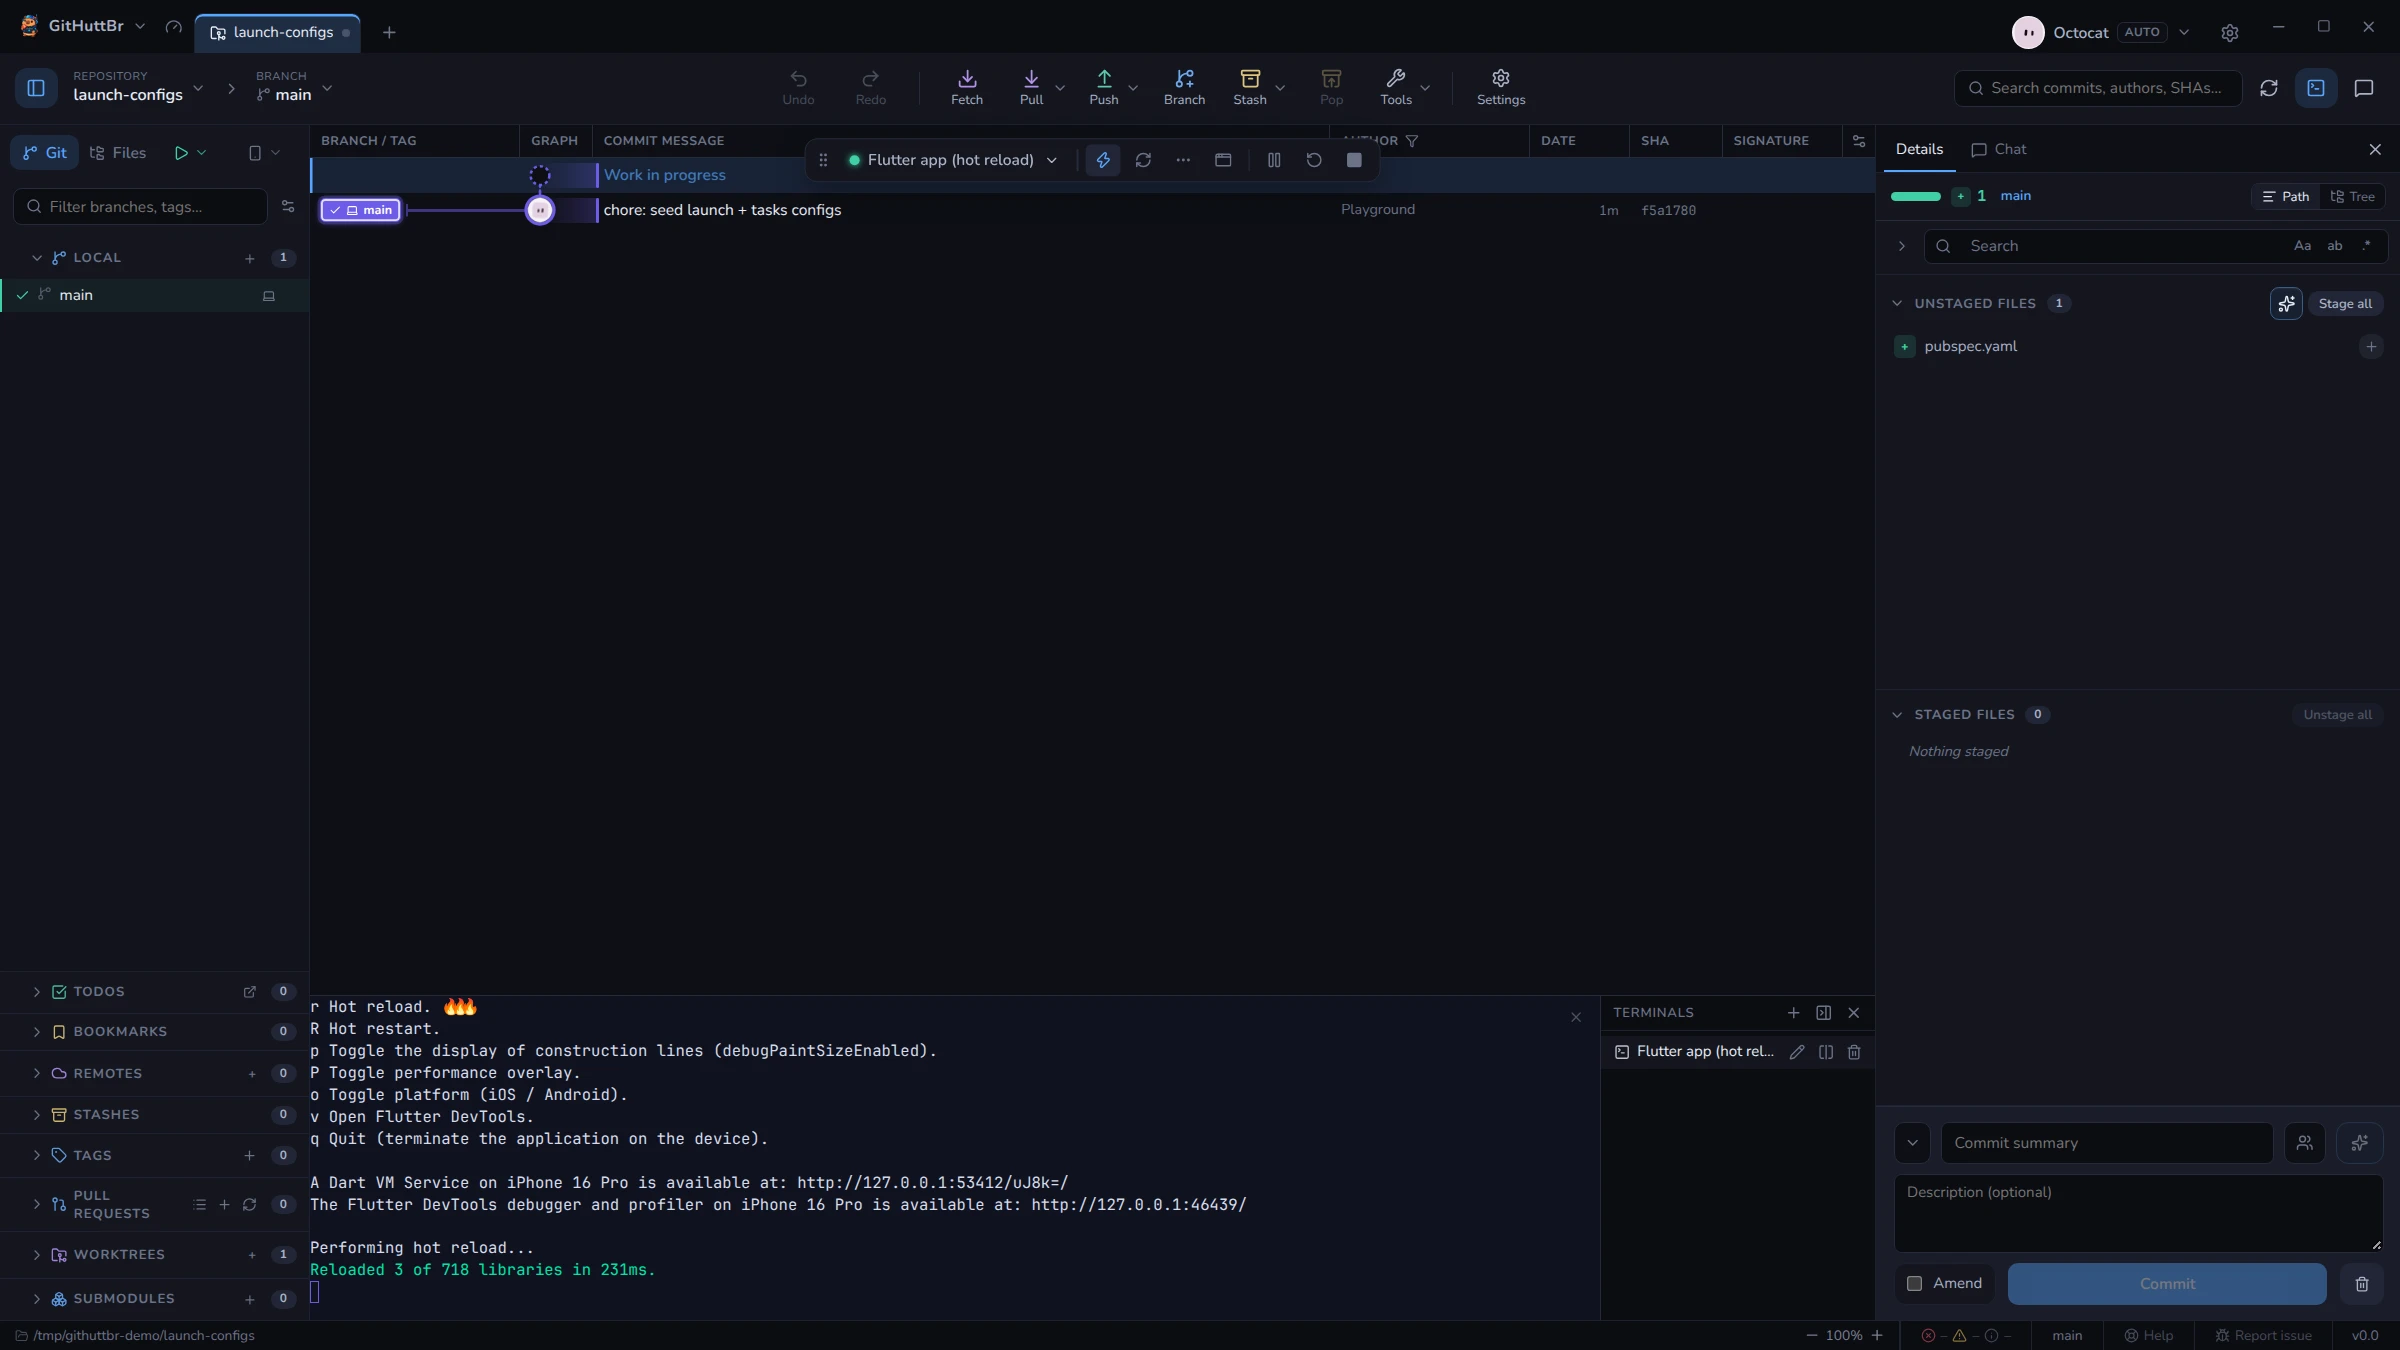 GitHuttBr
launch-configs
Octocat
AUTO
REPOSITORY
launch-configs
BRANCH
main
Undo
Redo
Fetch
Pull
Push
Branch
Stash
Pop
Tools
Settings
Search commits, authors, SHAs...
Git
Files
Filter branches, tags...
LOCAL
1
main
BRANCH / TAG
GRAPH
COMMIT MESSAGE
AUTHOR
DATE
SHA
SIGNATURE
Flutter app (hot reload)
Work in progress
main
chore: seed launch + tasks configs
Playground
1m
f5a1780
Details
Chat
1
main
Path
Tree
Search
Aa
ab
.*
UNSTAGED FILES
1
Stage all
pubspec.yaml
STAGED FILES
0
Unstage all
Nothing staged
TODOS
0
BOOKMARKS
0
REMOTES
0
STASHES
0
TAGS
0
PULL REQUESTS
0
WORKTREES
1
SUBMODULES
0
r Hot reload. 🔥🔥🔥
R Hot restart.
p Toggle the display of construction lines (debugPaintSizeEnabled).
P Toggle performance overlay.
o Toggle platform (iOS / Android).
v Open Flutter DevTools.
q Quit (terminate the application on the device).
A Dart VM Service on iPhone 16 Pro is available at: http://127.0.0.1:53412/uJ8k=/
The Flutter DevTools debugger and profiler on iPhone 16 Pro is available at: http://127.0.0.1:46439/
Performing hot reload...
Reloaded 3 of 718 libraries in 231ms.
TERMINALS
Flutter app (hot rel...
Commit summary
Description (optional)
Amend
Commit
/tmp/githuttbr-demo/launch-configs
100%
–
–
–
main
Help
Report issue
v0.0